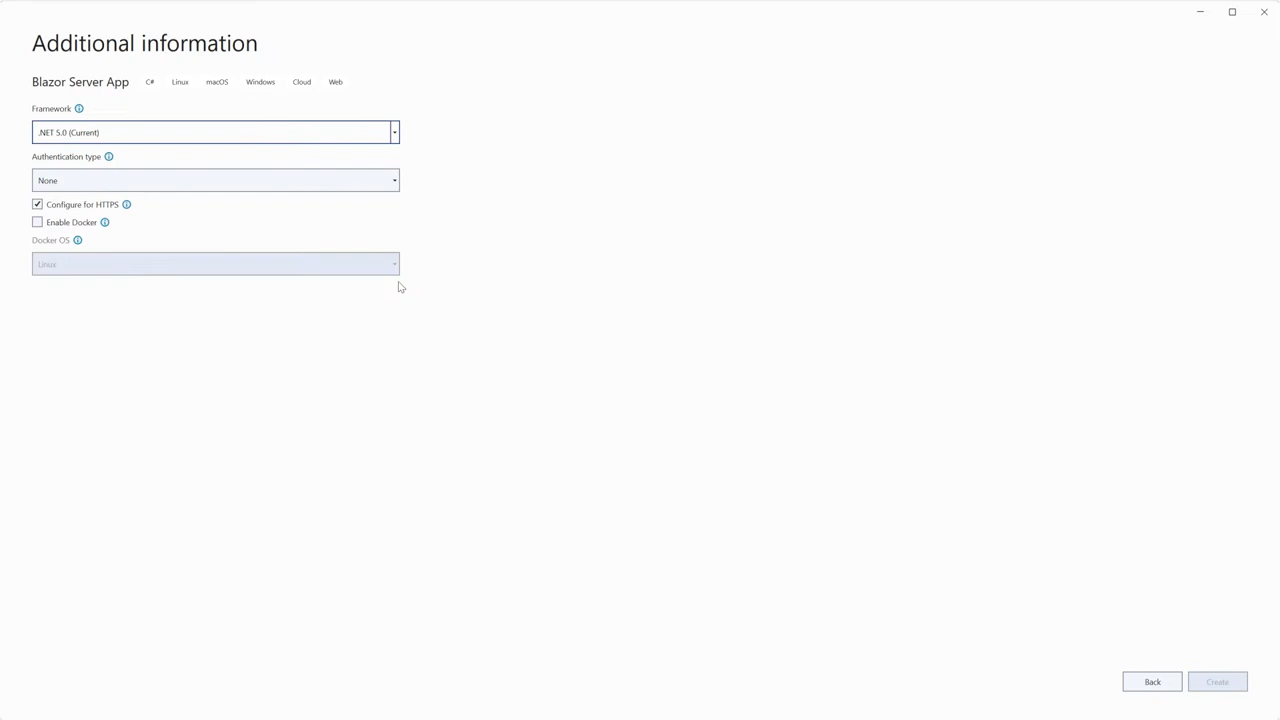 Additional information
Blazor Server App C# Linux macOS Windows Cloud Web
Framework
.NET 5.0 (Current)
Authentication type
None
Configure for HTTPS
Enable Docker
Docker OS
Linux
Back Create